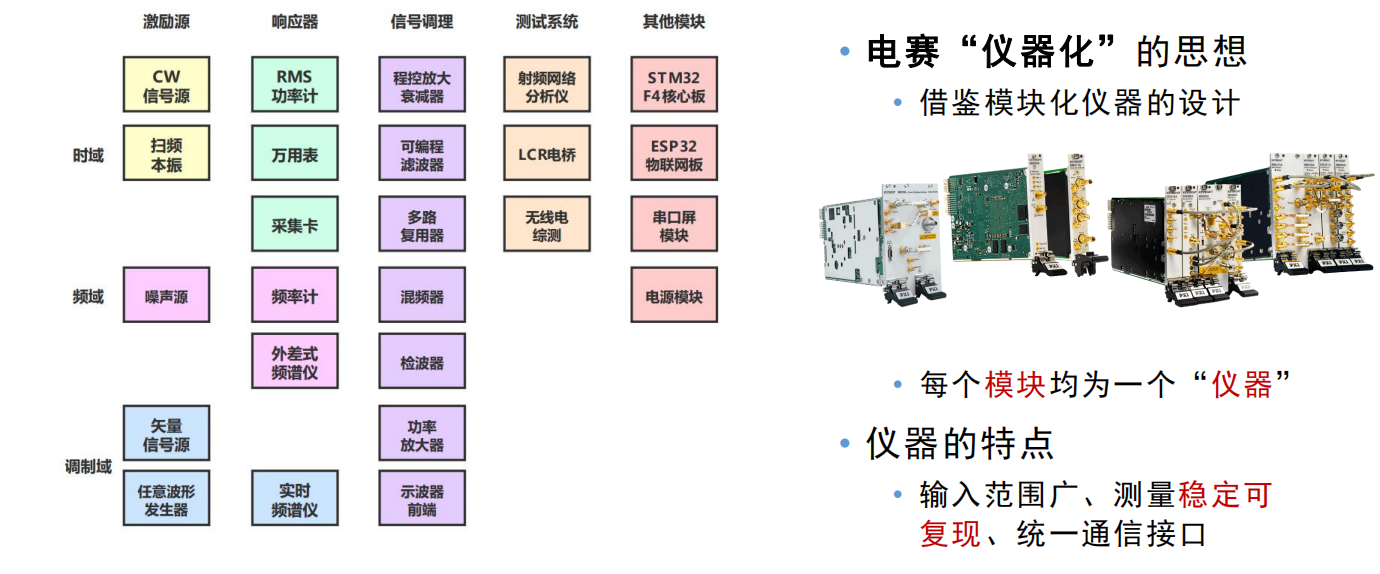 激励源
响应器
信号调理
测试系统
其他模块
CW
信号源
RMS
功率计
程控放大
衰减器
射频网络
分析仪
STM32
F4核心板
时域
扫频
本振
万用表
可编程
滤波器
LCR电桥
ESP32
物联网板
采集卡
多路
复用器
无线电
综测
串口屏
模块
频域
噪声源
频率计
混频器
电源模块
外差式
频谱仪
检波器
调制域
矢量
信号源
功率
放大器
任意波形
发生器
实时
频谱仪
示波器
前端
• 电赛“仪器化”的思想
• 借鉴模块化仪器的设计
PXI
PXI
PXI
PXI
• 每个模块均为一个“仪器”
• 仪器的特点
• 输入范围广、测量稳定可
复现、统一通信接口